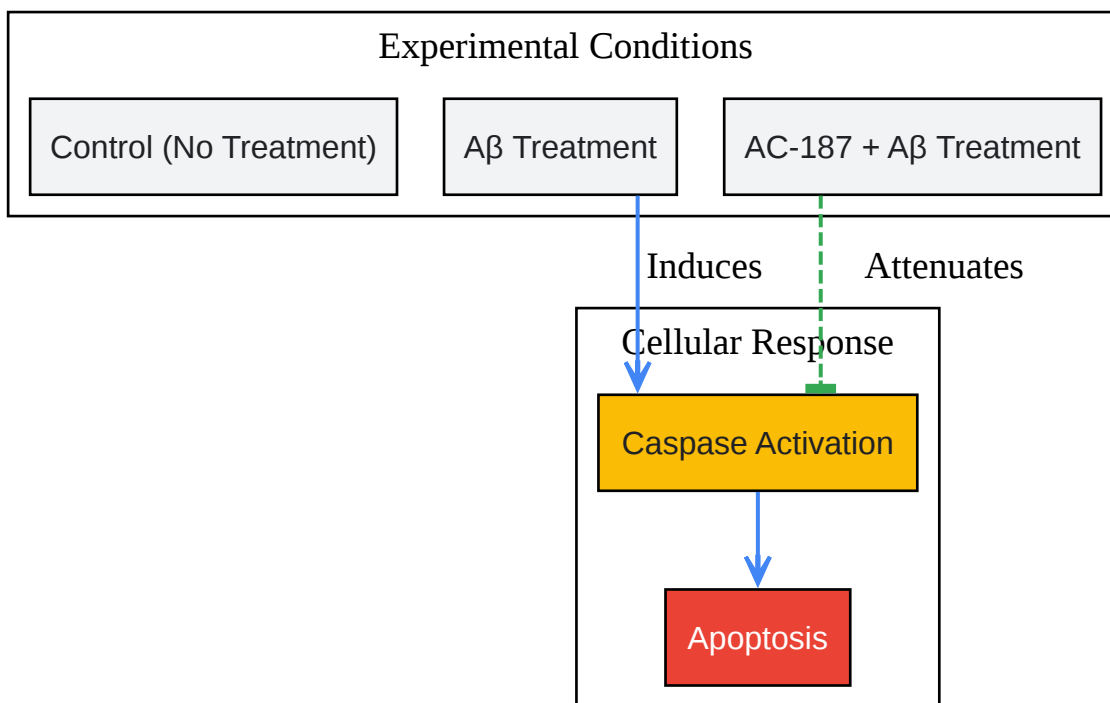 Experimental Conditions
Control (No Treatment)
Aβ Treatment
AC-187 + Aβ Treatment
Induces
Attenuates
Cellular Response
Caspase Activation
Apoptosis